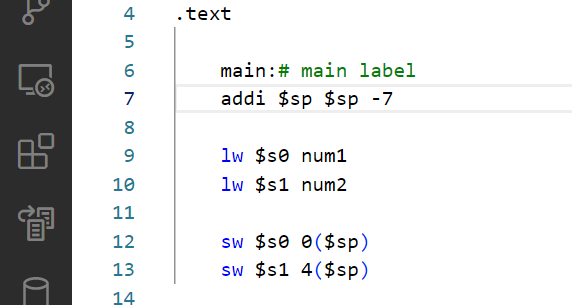 4 .text
5
6 main:# main label
7 addi $sp $sp -7
8
9 lw $s0 num1
10 lw $s1 num2
11
12 sw $s0 0($sp)
13 sw $s1 4($sp)
14